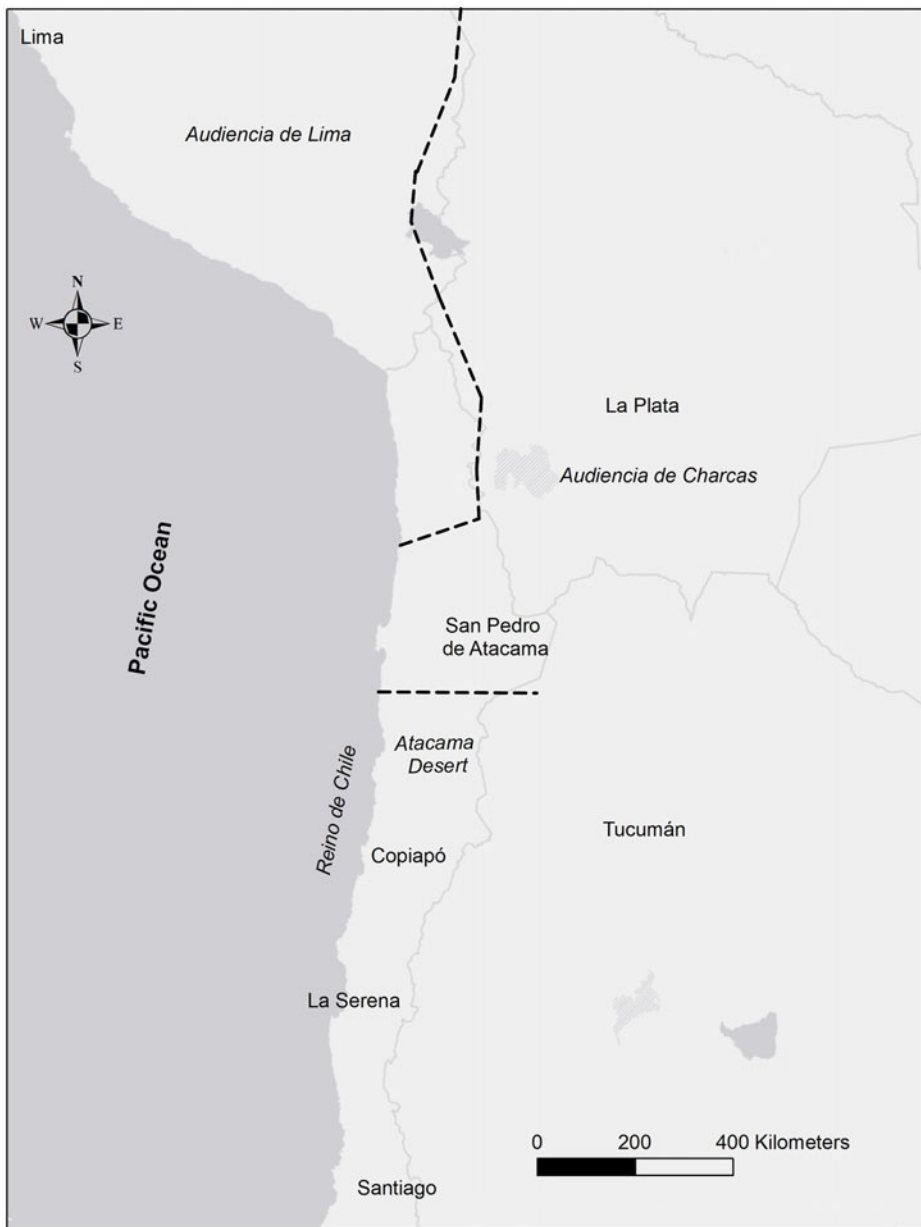 Lima
Audiencia de Lima
N
W E
S
La Plata
Audiencia de Charcas
Pacific Ocean
San Pedro
de Atacama
Atacama
Desert
Reino de Chile
Tucumán
Copiapó
La Serena
0 200 400 Kilometers
Santiago